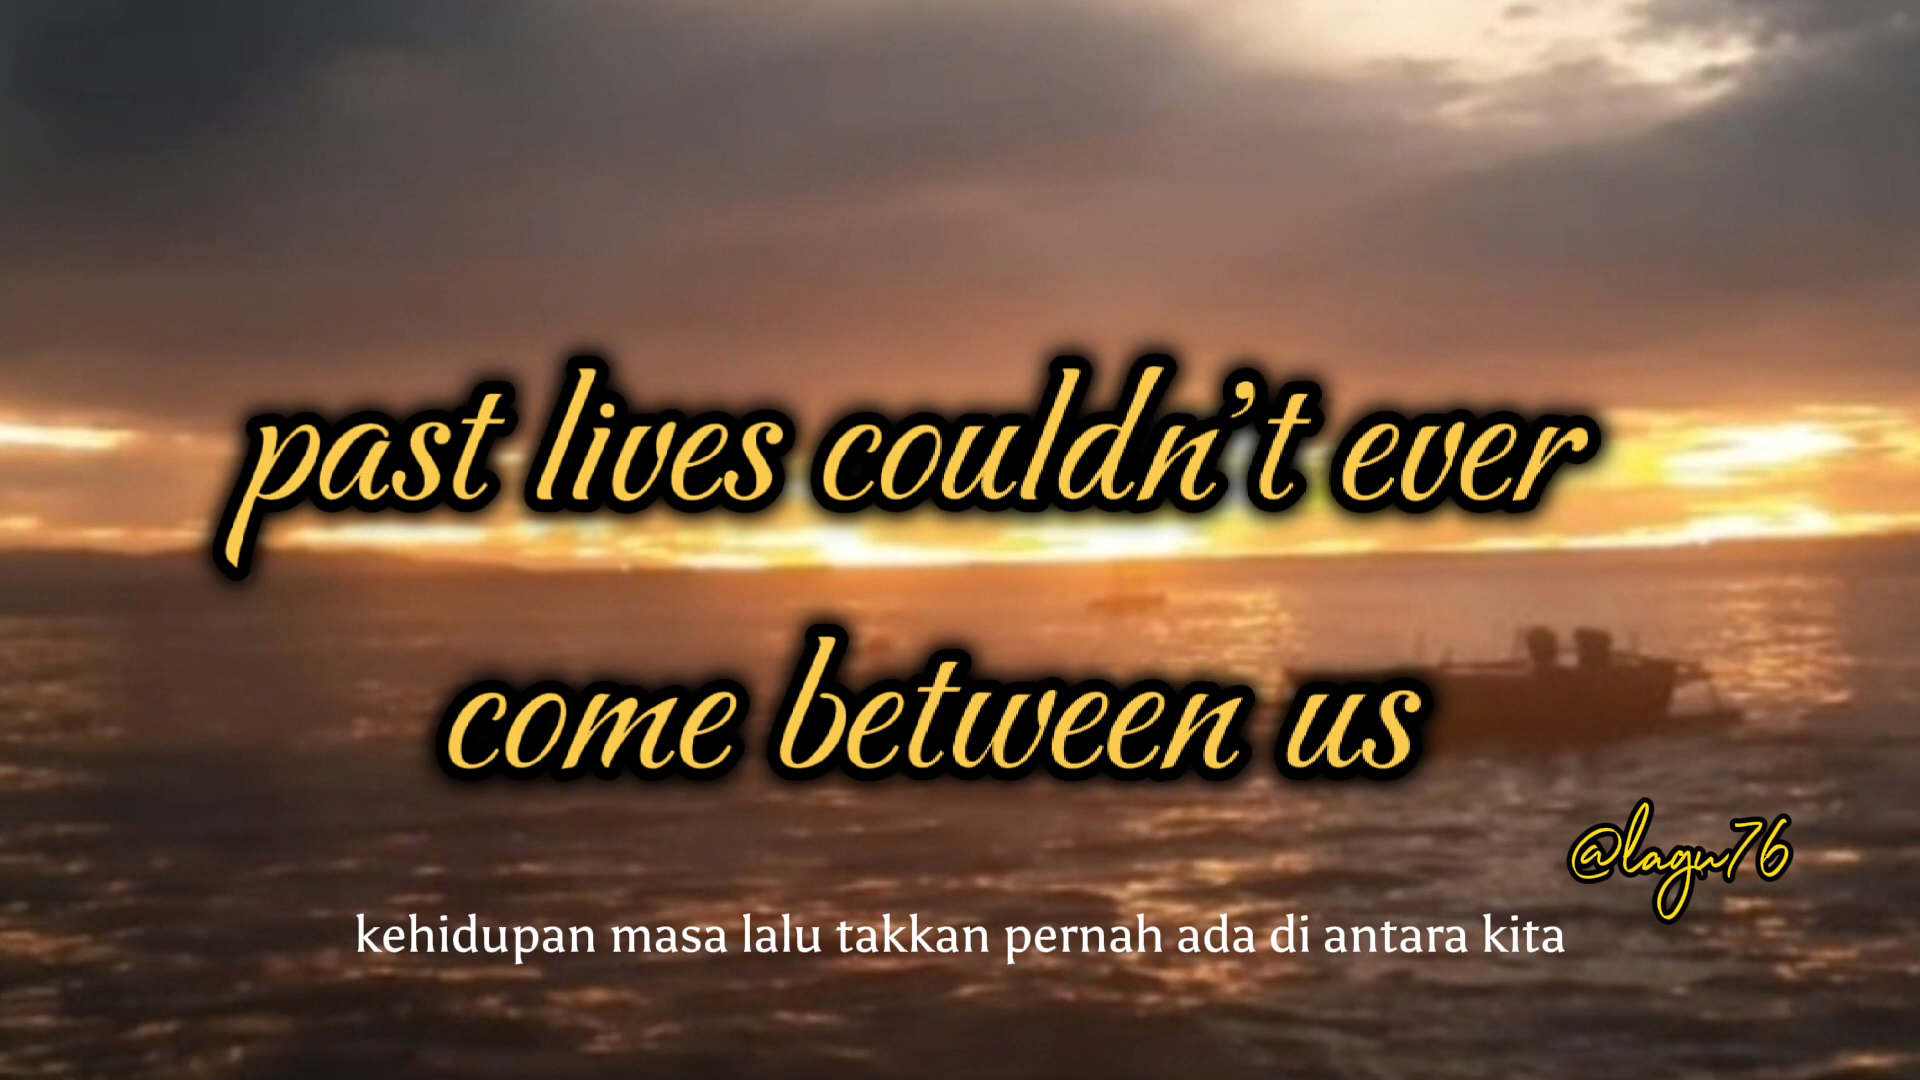 past lives couldn’t ever
come between us
@lagu76
kehidupan masa lalu takkan pernah ada di antara kita